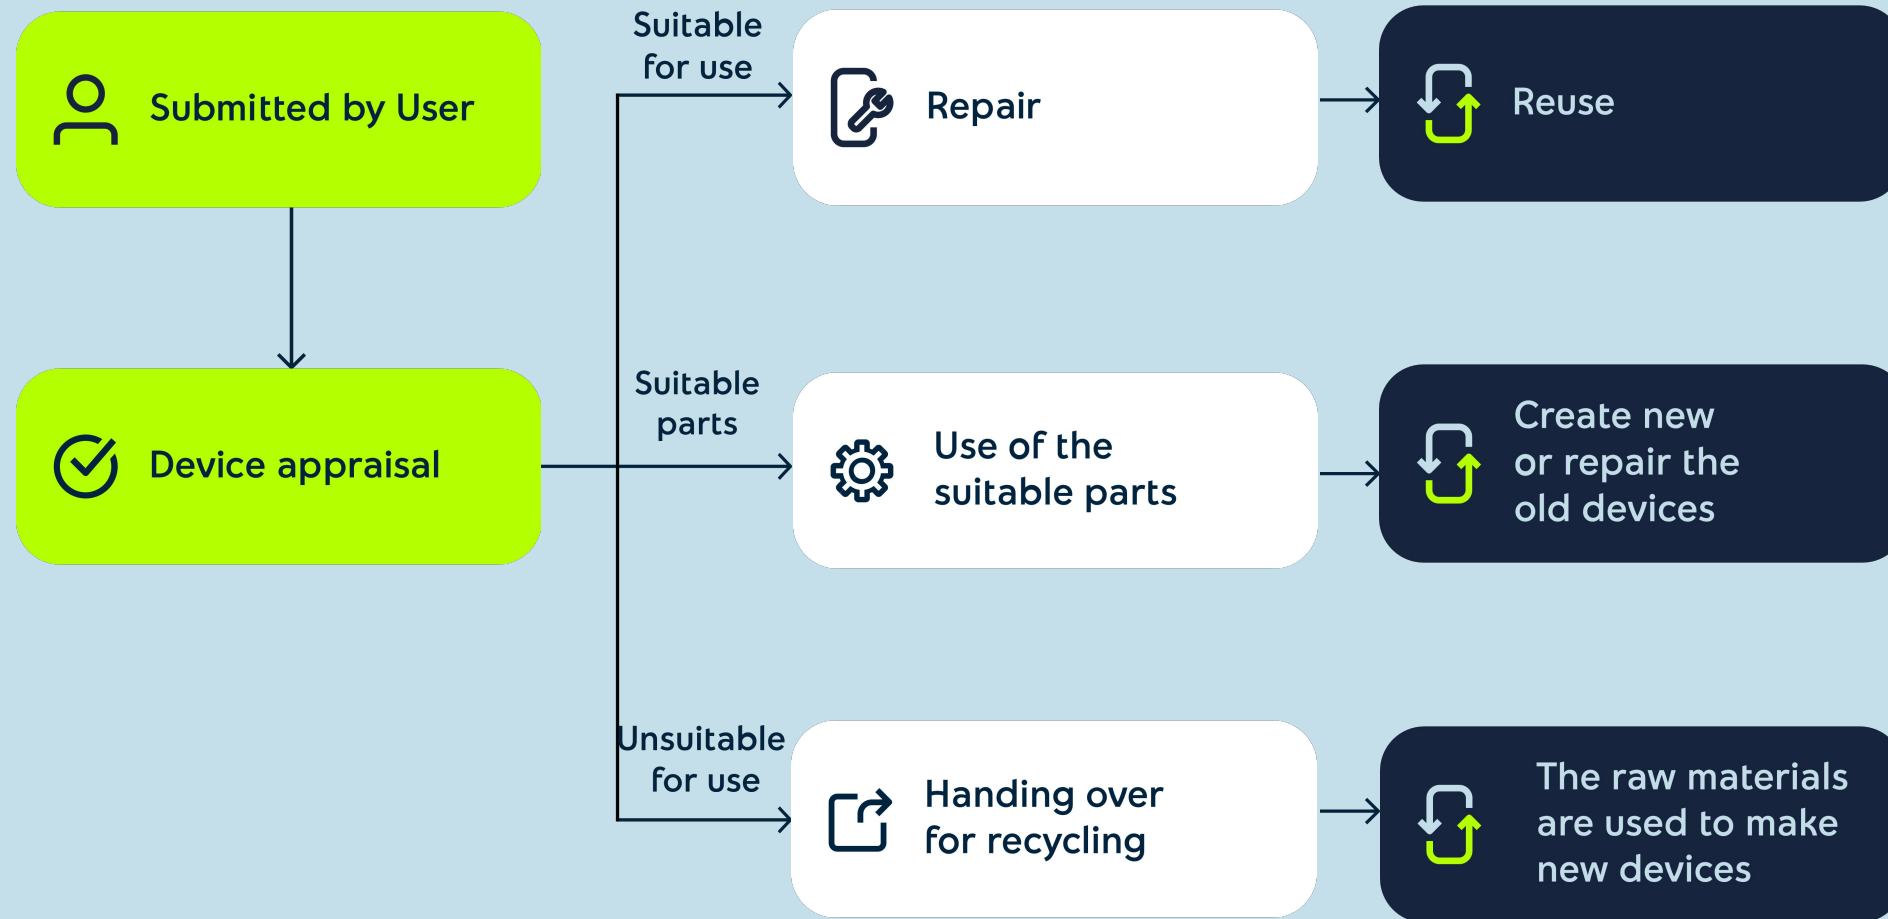 Submitted by User
Suitable
for use
Repair
Reuse
Device appraisal
Suitable
parts
Use of the
suitable parts
Create new
or repair the
old devices
Unsuitable
for use
Handing over
for recycling
The raw materials
are used to make
new devices